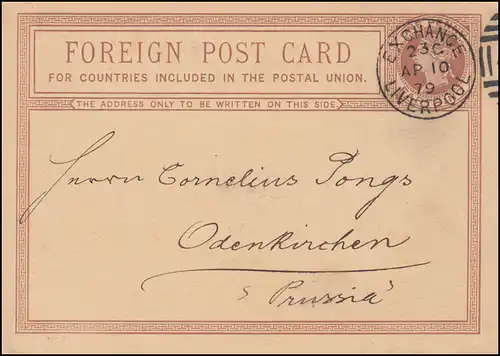 FOREIGN POST CARD
FOR COUNTRIES INCLUDED IN THE POSTAL UNION.
THE ADDRESS ONLY TO BE WRITTEN ON THIS SIDE.
EXCHANGE
23C
AP 10
79
LIVERPOOL
Herrn Cornelius Pongs
Odenkirchen
Prussia